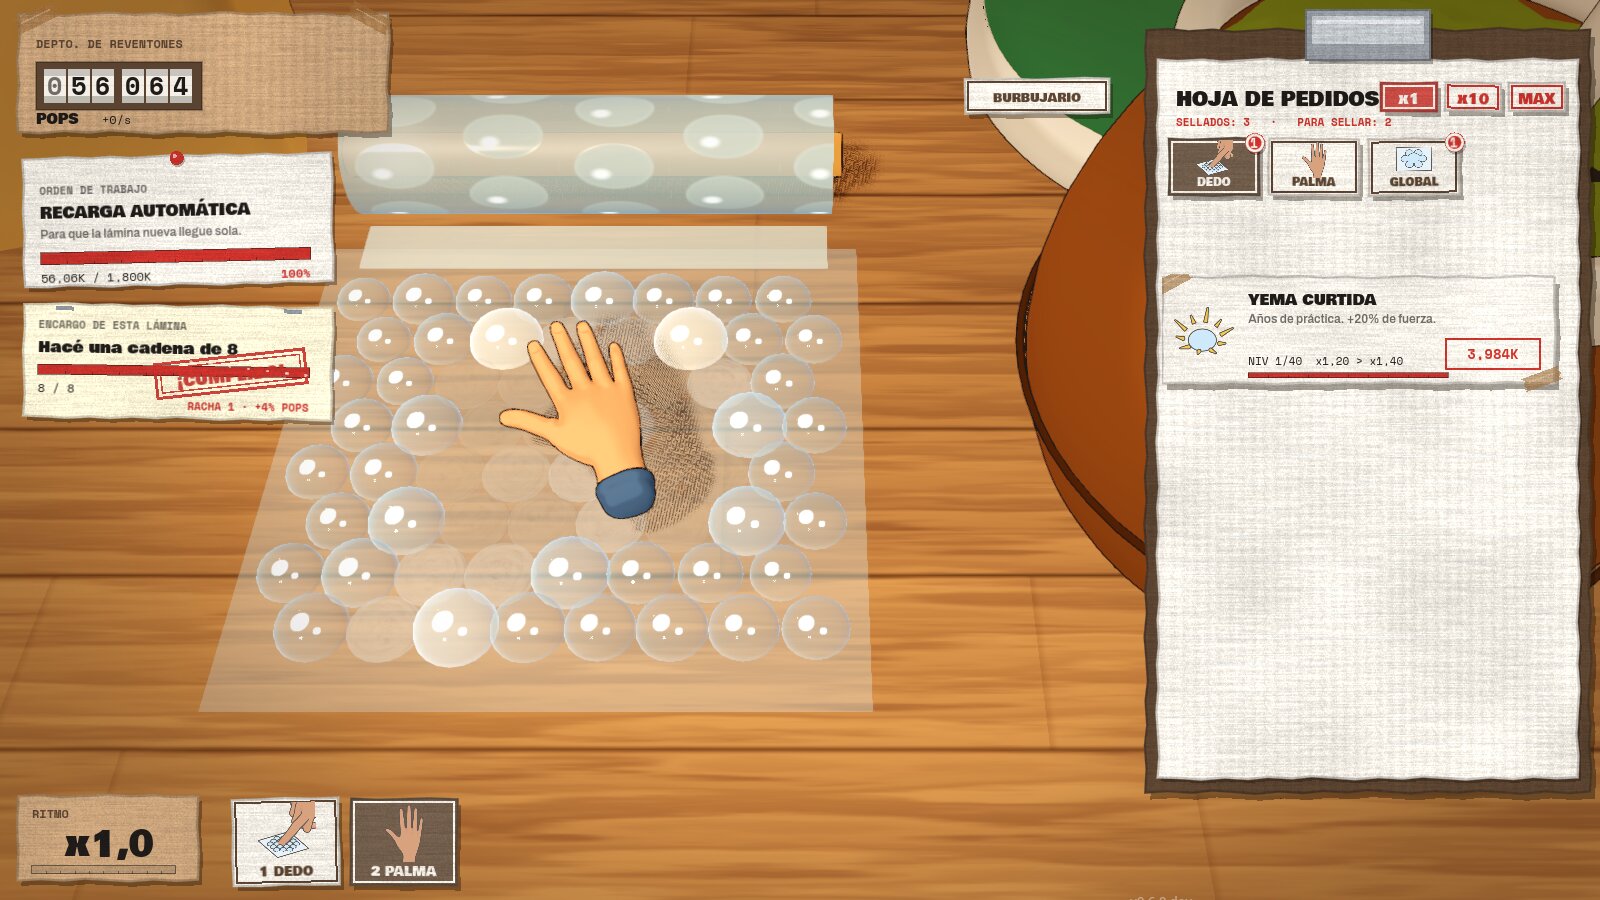 DEPTO. DE REVENTONES
056 064
POPS +0/s
ORDEN DE TRABAJO
RECARGA AUTOMÁTICA
Para que la lámina nueva llegue sola.
56,06K / 1,800K 100%
ENCARGO DE ESTA LÁMINA
Hacé una cadena de 8
8 / 8
RACHA 1 · +4% POPS
BURBUJARIO
HOJA DE PEDIDOS x1 x10 MAX
SELLADOS: 3 · PARA SELLAR: 2
DEDO 1
PALMA
GLOBAL 1
YEMA CURTIDA
Años de práctica. +20% de fuerza.
NIV 1/40 x1,20 > x1,40
3,984K
RITMO
x1,0
1 DEDO
2 PALMA